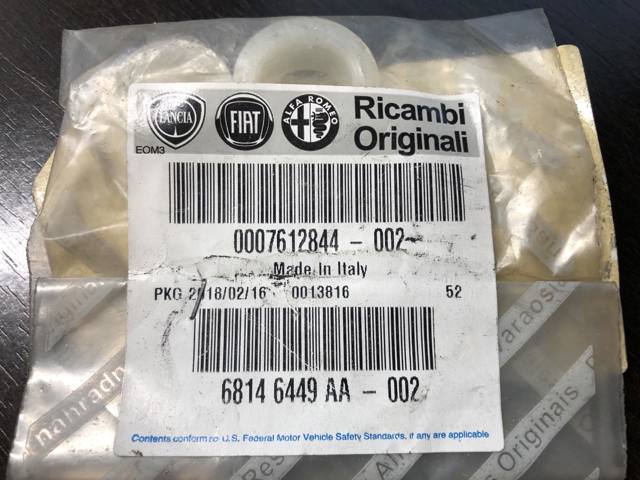 LANCIA
FIAT
ALFA ROMEO
Ricambi
Originali
EOM3
0007612844 - 002
Made In Italy
PKG 2018/02/16 0013816 52
6814 6449 AA - 002
Contents conform to U.S. Federal Motor Vehicle Safety Standards, if any are applicable
Originais